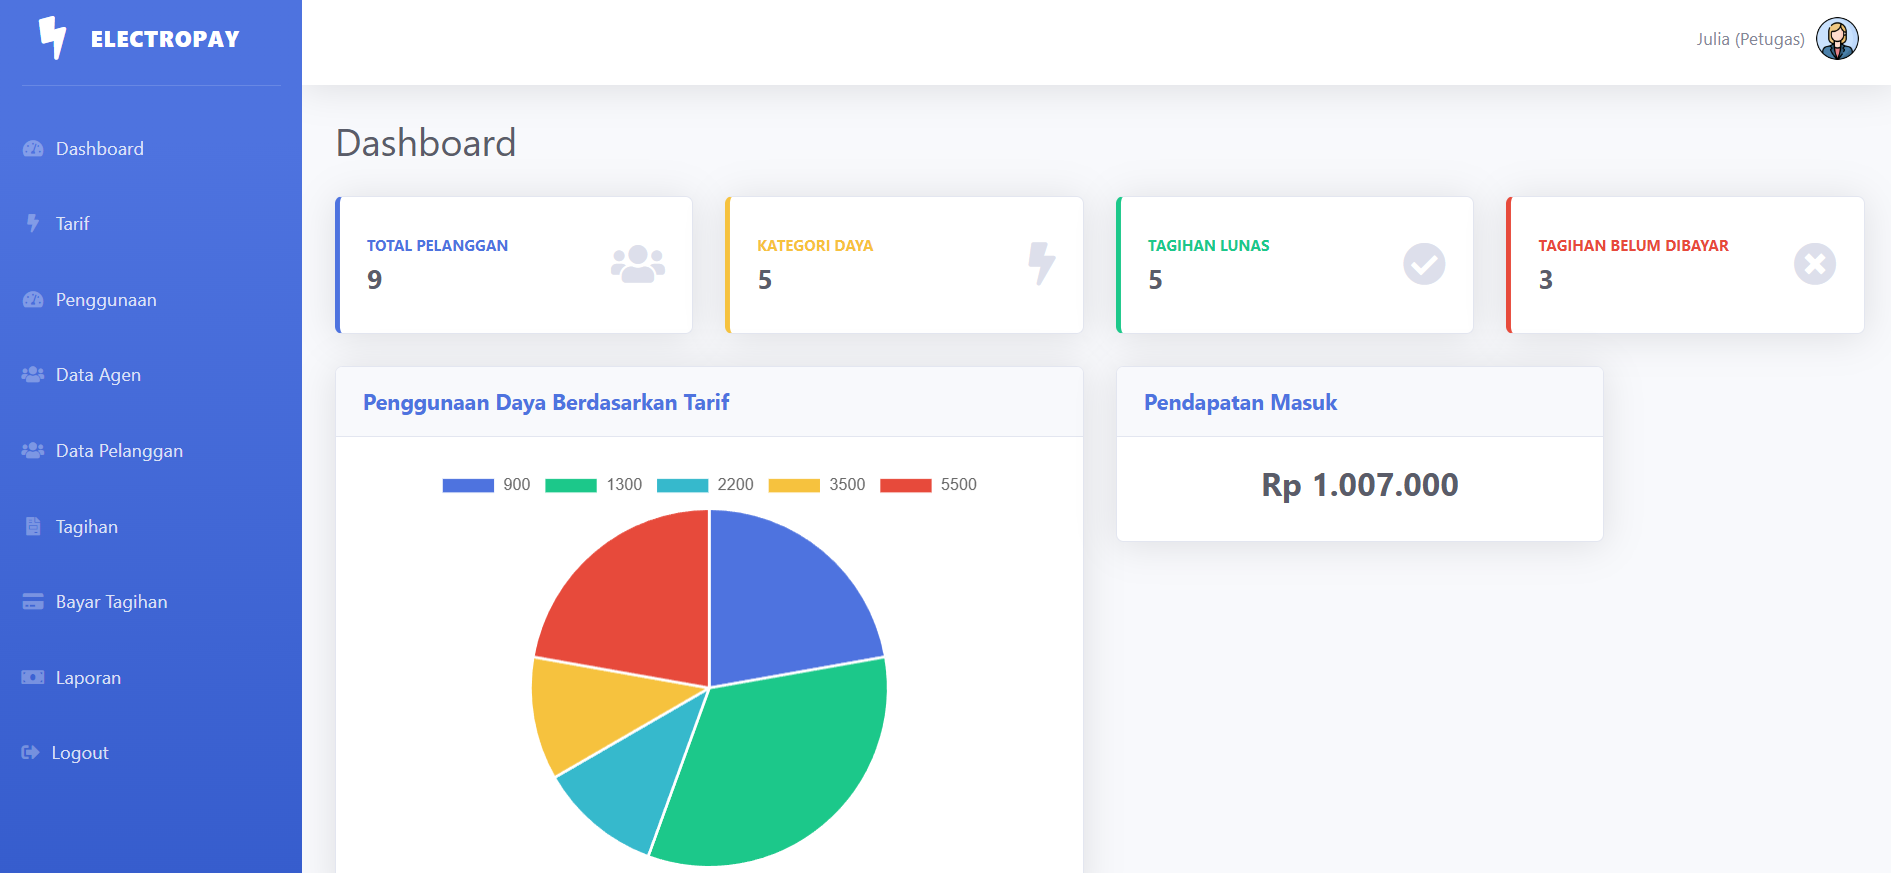 ELECTROPAY
Julia (Petugas)
Dashboard
Tarif
Penggunaan
Data Agen
Data Pelanggan
Tagihan
Bayar Tagihan
Laporan
Logout
Dashboard
TOTAL PELANGGAN
9
KATEGORI DAYA
5
TAGIHAN LUNAS
5
TAGIHAN BELUM DIBAYAR
3
Penggunaan Daya Berdasarkan Tarif
900 1300 2200 3500 5500
Pendapatan Masuk
Rp 1.007.000